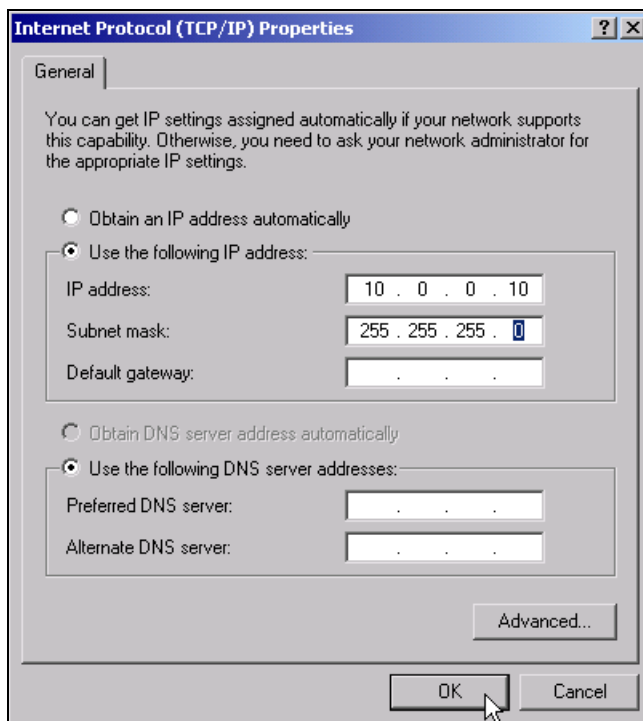 Internet Protocol (TCP/IP) Properties
General
You can get IP settings assigned automatically if your network supports
this capability. Otherwise, you need to ask your network administrator for
the appropriate IP settings.
Obtain an IP address automatically
Use the following IP address:
IP address: 10 . 0 . 0 . 10
Subnet mask: 255 . 255 . 255 . 0
Default gateway: . . .
Obtain DNS server address automatically
Use the following DNS server addresses:
Preferred DNS server: . . .
Alternate DNS server: . . .
Advanced...
OK Cancel